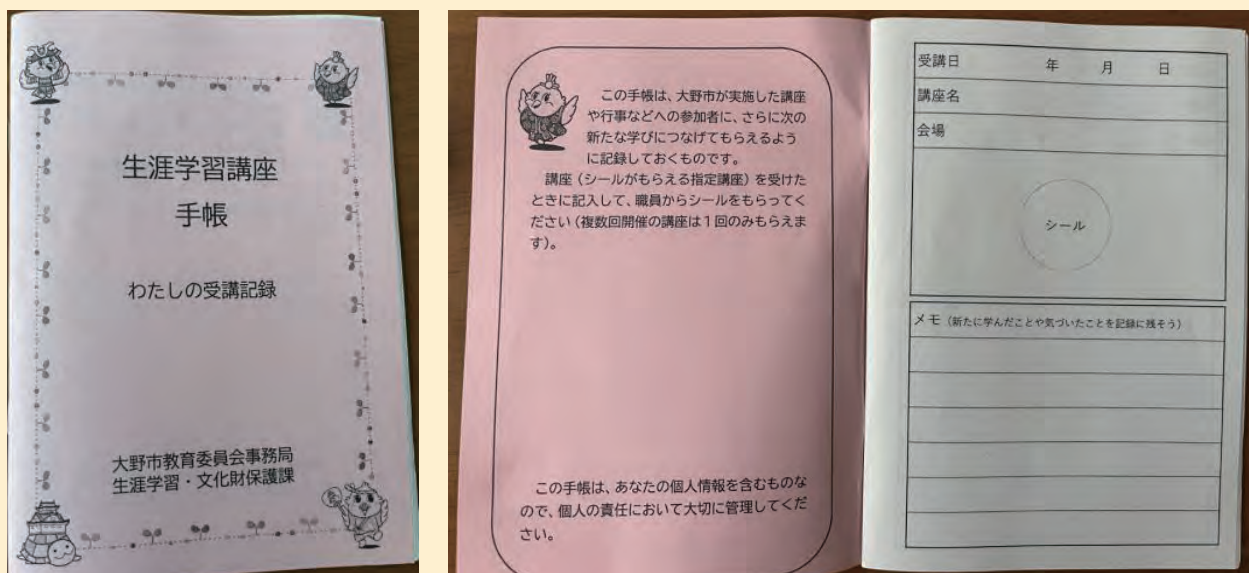 生涯学習講座
手帳
わたしの受講記録
大野市教育委員会事務局
生涯学習・文化財保護課
この手帳は、大野市が実施した講座
や行事などへの参加者に、さらに次の
新たな学びにつなげてもらえるよう
に記録しておくものです。
講座（シールがもらえる指定講座）を受けた
ときに記入して、職員からシールをもらってく
ださい（複数回開催の講座は１回のみもらえま
す）。
この手帳は、あなたの個人情報を含むものな
ので、個人の責任において大切に管理してくだ
さい。
受講日 年 月 日
講座名
会場
シール
メモ（新たに学んだことや気づいたことを記録に残そう）